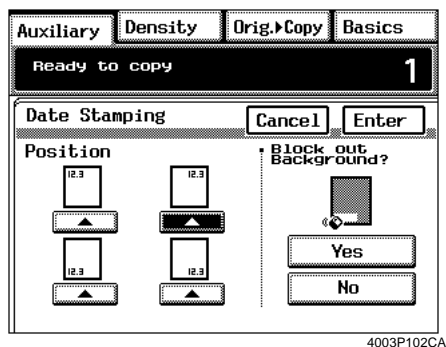 Auxiliary Density Orig.▶Copy Basics
Ready to copy 1
Date Stamping Cancel Enter
Position
• Block out
Background?
12.3 12.3
12.3 12.3
Yes
No
4003P102CA